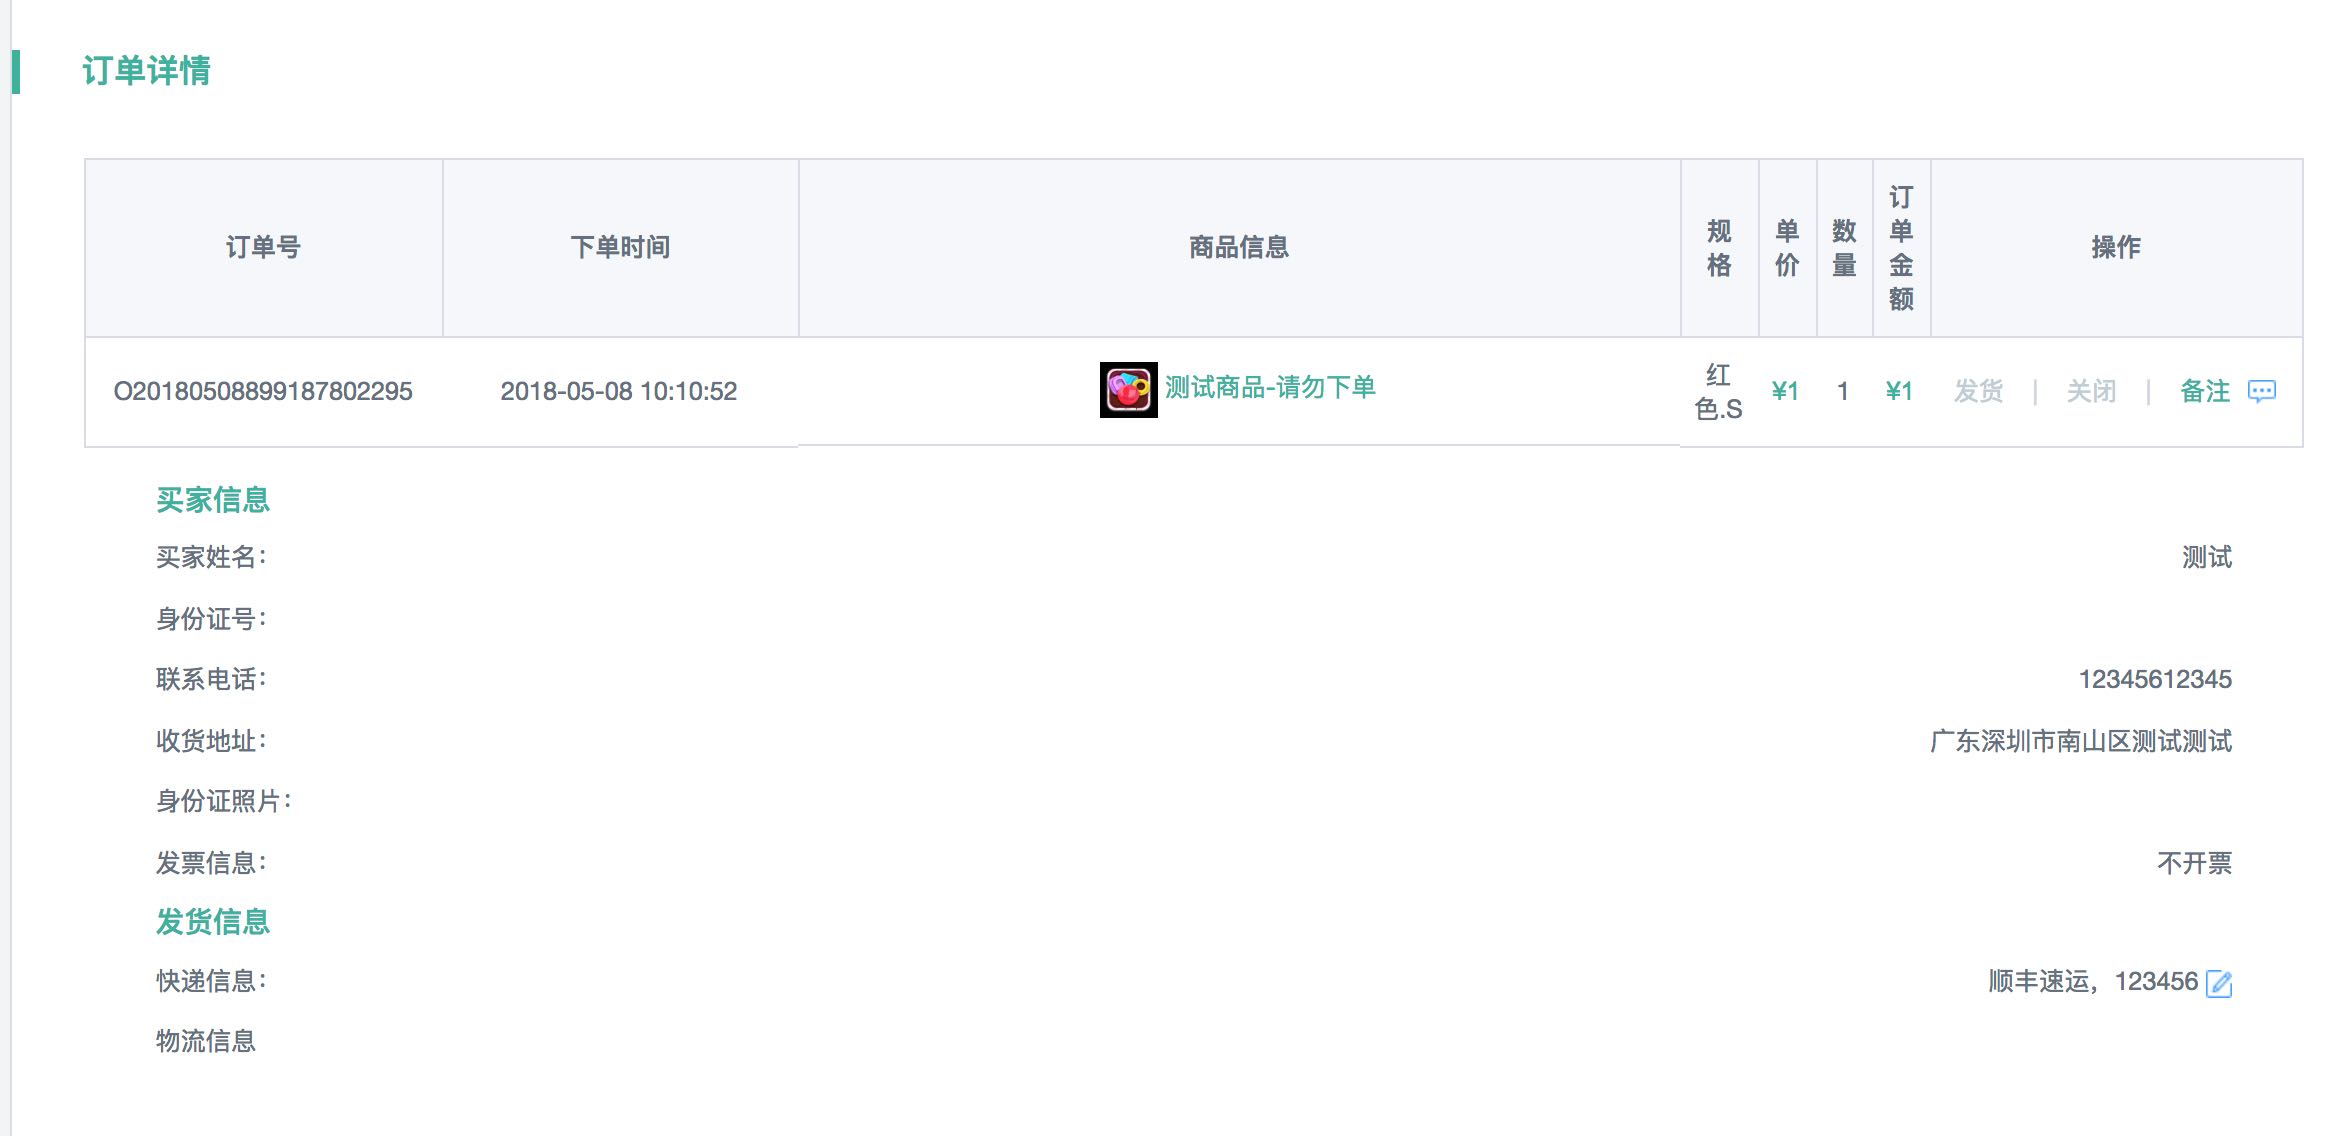 订单详情
订单号 下单时间 商品信息 规格 单价 数量 订单金额 操作
O20180508899187802295 2018-05-08 10:10:52 测试商品-请勿下单 红色.S ¥1 1 ¥1 发货 | 关闭 | 备注
买家信息
买家姓名: 测试
身份证号:
联系电话: 12345612345
收货地址: 广东深圳市南山区测试测试
身份证照片:
发票信息: 不开票
发货信息
快递信息: 顺丰速运，123456
物流信息